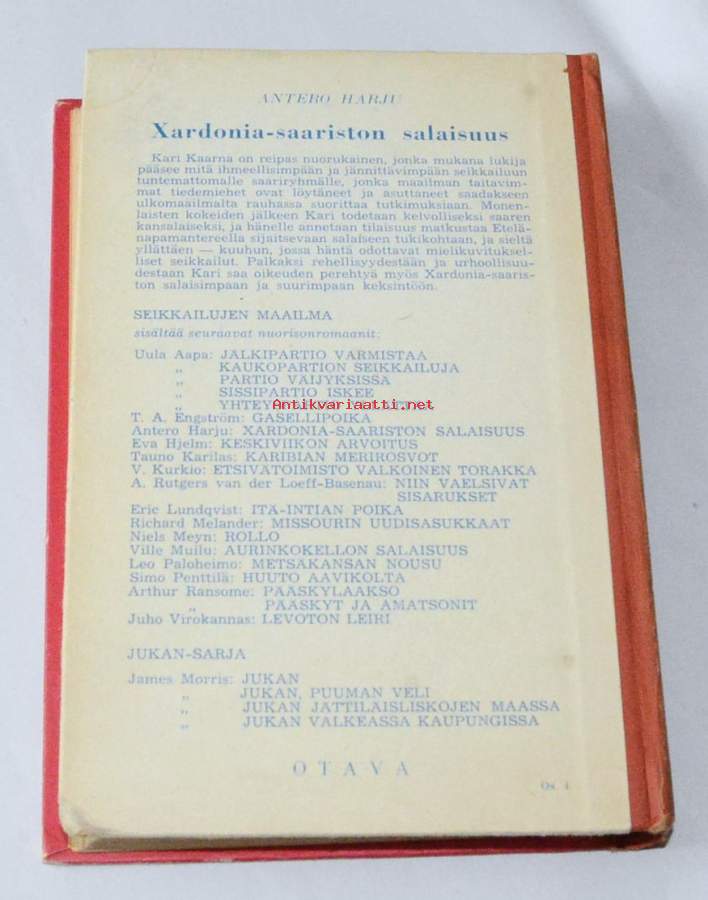 ANTERO HARJU
Xardonia-saariston salaisuus
Kari Kaarna on reipas nuorukainen, jonka mukana lukija
pääsee mitä ihmeellisimpään ja jännittävimpään seikkailuun
tuntemattomalle saariryhmälle, jonka maailman taitavim-
mat tiedemiehet ovat löytäneet ja asuttaneet saadakseen
ulkomaailmalta rauhassa suorittaa tutkimuksiaan. Monen-
laisten kokeiden jälkeen Kari todetaan kelvolliseksi saaren
kansalaiseksi, ja hänelle annetaan tilaisuus matkustaa Etelä-
napamantereella sijaitsevaan salaiseen tukikohtaan, ja sieltä
yllättäen — kuuhun, jossa häntä odottavat mielikuvituksel-
liset seikkailut. Palkaksi rehellisyydestään ja urhoollisuu-
destaan Kari saa oikeuden perehtyä myös Xardonia-saaris-
ton salaisimpaan ja suurimpaan keksintöön.
SEIKKAILUJEN MAAILMA
sisältää seuraavat nuorisonromaanit:
Uula Aapa: JÄLKIPARTIO VARMISTAA
„ KAUKOPARTION SEIKKAILUJA
„ PARTIO VAIJYKSISSA
„ SISSIPARTIO ISKEE
„
Antikvariaatti.net
T. A. Engström: GASELLIPOIKA
Antero Harju: XARDONIA-SAARISTON SALAISUUS
Eva Hjelm: KESKIVIIKON ARVOITUS
Tauno Karilas: KARIBIAN MERIROSVOT
V. Kurkio: ETSIVÄTOIMISTO VALKOINEN TORAKKA
A. Rutgers van der Loeff-Basenau: NIIN VAELSIVAT
SISARUKSET
Eric Lundqvist: ITÄ-INTIAN POIKA
Richard Melander: MISSOURIN UUDISASUKKAAT
Niels Meyn: ROLLO
Ville Muilu: AURINKOKELLON SALAISUUS
Leo Paloheimo: METSÄKANSAN NOUSU
Simo Penttilä: HUUTO AAVIKOLTA
Arthur Ransome: PÄÄSKYLAAKSO
„ PÄÄSKYT JA AMATSONIT
Juho Virokannas: LEVOTON LEIRI
JUKAN-SARJA
James Morris: JUKAN
„ JUKAN, PUUMAN VELI
„ JUKAN JÄTTILÄISLISKOJEN MAASSA
„ JUKAN VALKEASSA KAUPUNGISSA
OTAVA
Os. 4